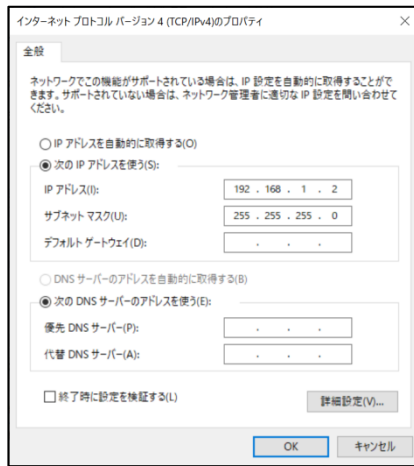 インターネット プロトコル バージョン 4 (TCP/IPv4)のプロパティ
全般
ネットワークでこの機能がサポートされている場合は、IP 設定を自動的に取得することがで
きます。サポートされていない場合は、ネットワーク管理者に適切な IP 設定を問い合わせて
ください。
IP アドレスを自動的に取得する(O)
次の IP アドレスを使う(S):
IP アドレス(I): 192 . 168 . 1 . 2
サブネット マスク(U): 255 . 255 . 255 . 0
デフォルト ゲートウェイ(D): . . .
DNS サーバーのアドレスを自動的に取得する(B)
次の DNS サーバーのアドレスを使う(E):
優先 DNS サーバー(P): . . .
代替 DNS サーバー(A): . . .
終了時に設定を検証する(L)
詳細設定(V)...
OK キャンセル